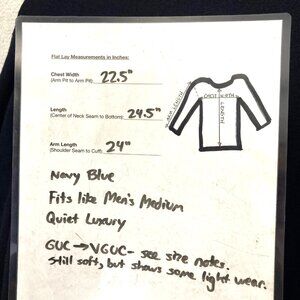 Flat Lay Measurements in Inches:
Chest Width
(Arm Pit to Arm Pit)
22.5"
Length
(Center of Neck Seam to Bottom):
24.5"
Arm Length
(Shoulder Seam to Cuff):
24"
ARM LENGTH
CHEST WIDTH
LENGTH
Navy Blue
Fits like Men's Medium
Quiet Luxury
GUC → VGUC - see size notes.
Still soft, but shows some light wear.